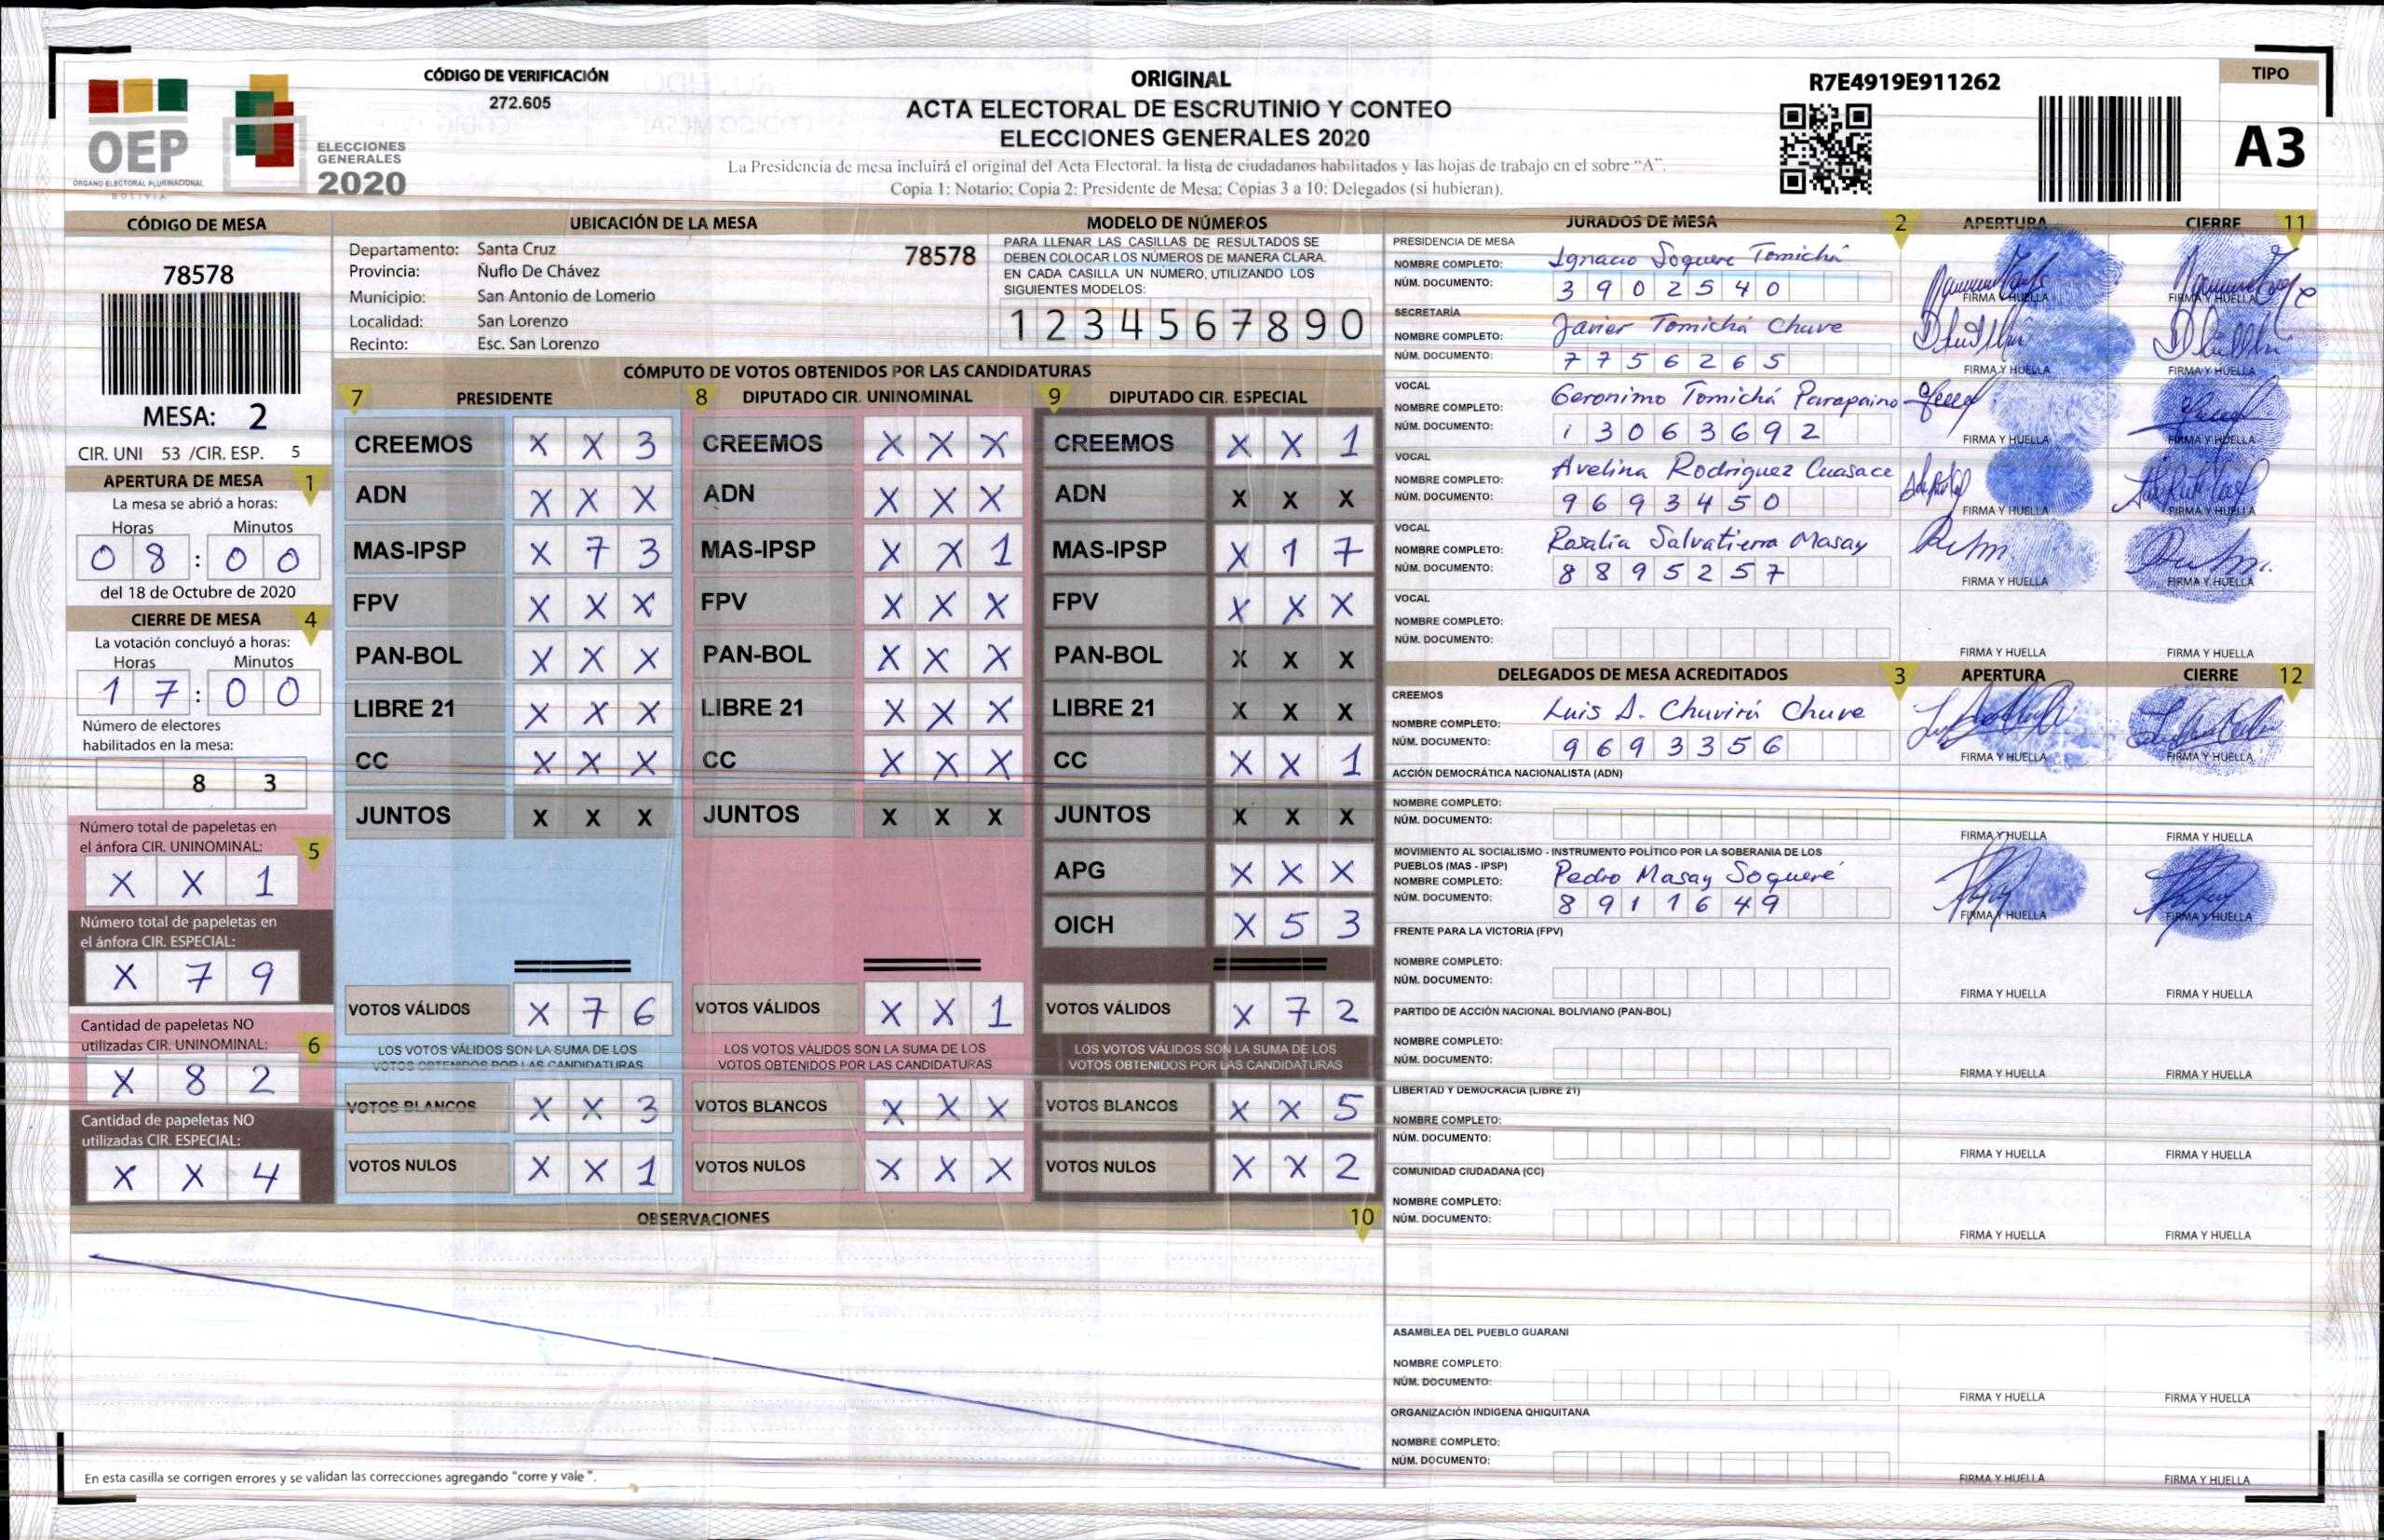 OEP
ÓRGANO ELECTORAL PLURINACIONAL
BOLIVIA
ELECCIONES
GENERALES
2020
CÓDIGO DE VERIFICACIÓN
272.605
ORIGINAL
ACTA ELECTORAL DE ESCRUTINIO Y CONTEO
ELECCIONES GENERALES 2020
La Presidencia de mesa incluirá el original del Acta Electoral. la lista de ciudadanos habilitados y las hojas de trabajo en el sobre "A".
Copia 1: Notario; Copia 2: Presidente de Mesa; Copias 3 a 10: Delegados (si hubieran).
R7E4919E911262
TIPO
A3
CÓDIGO DE MESA
78578
MESA: 2
CIR. UNI 53 /CIR. ESP. 5
APERTURA DE MESA 1
La mesa se abrió a horas:
Horas Minutos
0 8 : 0 0
del 18 de Octubre de 2020
CIERRE DE MESA 4
La votación concluyó a horas:
Horas Minutos
1 7 : 0 0
Número de electores
habilitados en la mesa:
8 3
Número total de papeletas en
el ánfora CIR. UNINOMINAL: 5
X X 1
Número total de papeletas en
el ánfora CIR. ESPECIAL:
X 7 9
Cantidad de papeletas NO
utilizadas CIR. UNINOMINAL: 6
X 8 2
Cantidad de papeletas NO
utilizadas CIR. ESPECIAL:
X X 4
UBICACIÓN DE LA MESA
Departamento: Santa Cruz 78578
Provincia: Ñuflo De Chávez
Municipio: San Antonio de Lomerio
Localidad: San Lorenzo
Recinto: Esc. San Lorenzo
MODELO DE NÚMEROS
PARA LLENAR LAS CASILLAS DE RESULTADOS SE
DEBEN COLOCAR LOS NÚMEROS DE MANERA CLARA.
EN CADA CASILLA UN NÚMERO, UTILIZANDO LOS
SIGUIENTES MODELOS:
1 2 3 4 5 6 7 8 9 0
CÓMPUTO DE VOTOS OBTENIDOS POR LAS CANDIDATURAS
7 PRESIDENTE 8 DIPUTADO CIR. UNINOMINAL 9 DIPUTADO CIR. ESPECIAL
CREEMOS X X 3 CREEMOS X X X CREEMOS X X 1
ADN X X X ADN X X X ADN X X X
MAS-IPSP X 7 3 MAS-IPSP X X 1 MAS-IPSP X 1 7
FPV X X X FPV X X X FPV X X X
PAN-BOL X X X PAN-BOL X X X PAN-BOL X X X
LIBRE 21 X X X LIBRE 21 X X X LIBRE 21 X X X
CC X X X CC X X X CC X X 1
JUNTOS X X X JUNTOS X X X JUNTOS X X X
APG X X X
OICH X 5 3
VOTOS VÁLIDOS X 7 6 VOTOS VÁLIDOS X X 1 VOTOS VÁLIDOS X 7 2
LOS VOTOS VÁLIDOS SON LA SUMA DE LOS LOS VOTOS VÁLIDOS SON LA SUMA DE LOS LOS VOTOS VÁLIDOS SON LA SUMA DE LOS
VOTOS OBTENIDOS POR LAS CANDIDATURAS VOTOS OBTENIDOS POR LAS CANDIDATURAS VOTOS OBTENIDOS POR LAS CANDIDATURAS
VOTOS BLANCOS X X 3 VOTOS BLANCOS X X X VOTOS BLANCOS X X 5
VOTOS NULOS X X 1 VOTOS NULOS X X X VOTOS NULOS X X 2
OBSERVACIONES 10
En esta casilla se corrigen errores y se validan las correcciones agregando "corre y vale".
JURADOS DE MESA 2 APERTURA CIERRE 11
PRESIDENCIA DE MESA
NOMBRE COMPLETO: Ignacio Soquere Tomichá
NÚM. DOCUMENTO: 3 9 0 2 5 4 0
FIRMA Y HUELLA FIRMA Y HUELLA
SECRETARÍA
NOMBRE COMPLETO: Javier Tomichá Chuve
NÚM. DOCUMENTO: 7 7 5 6 2 6 5
FIRMA Y HUELLA FIRMA Y HUELLA
VOCAL
NOMBRE COMPLETO: Geronimo Tomichá Parapaino
NÚM. DOCUMENTO: 1 3 0 6 3 6 9 2
FIRMA Y HUELLA FIRMA Y HUELLA
VOCAL
NOMBRE COMPLETO: Avelina Rodriguez Cuasace
NÚM. DOCUMENTO: 9 6 9 3 4 5 0
FIRMA Y HUELLA FIRMA Y HUELLA
VOCAL
NOMBRE COMPLETO: Rosalia Salvatierra Masay
NÚM. DOCUMENTO: 8 8 9 5 2 5 7
FIRMA Y HUELLA FIRMA Y HUELLA
VOCAL
NOMBRE COMPLETO:
NÚM. DOCUMENTO:
FIRMA Y HUELLA FIRMA Y HUELLA
DELEGADOS DE MESA ACREDITADOS 3 APERTURA CIERRE 12
CREEMOS
NOMBRE COMPLETO: Luis A. Chuvirú Chuve
NÚM. DOCUMENTO: 9 6 9 3 3 5 6
FIRMA Y HUELLA FIRMA Y HUELLA
ACCIÓN DEMOCRÁTICA NACIONALISTA (ADN)
NOMBRE COMPLETO:
NÚM. DOCUMENTO:
FIRMA Y HUELLA FIRMA Y HUELLA
MOVIMIENTO AL SOCIALISMO - INSTRUMENTO POLÍTICO POR LA SOBERANIA DE LOS
PUEBLOS (MAS - IPSP)
NOMBRE COMPLETO: Pedro Masay Soqueré
NÚM. DOCUMENTO: 8 9 1 1 6 4 9
FIRMA Y HUELLA FIRMA Y HUELLA
FRENTE PARA LA VICTORIA (FPV)
NOMBRE COMPLETO:
NÚM. DOCUMENTO:
FIRMA Y HUELLA FIRMA Y HUELLA
PARTIDO DE ACCIÓN NACIONAL BOLIVIANO (PAN-BOL)
NOMBRE COMPLETO:
NÚM. DOCUMENTO:
FIRMA Y HUELLA FIRMA Y HUELLA
LIBERTAD Y DEMOCRACIA (LIBRE 21)
NOMBRE COMPLETO:
NÚM. DOCUMENTO:
FIRMA Y HUELLA FIRMA Y HUELLA
COMUNIDAD CIUDADANA (CC)
NOMBRE COMPLETO:
NÚM. DOCUMENTO:
FIRMA Y HUELLA FIRMA Y HUELLA
ASAMBLEA DEL PUEBLO GUARANI
NOMBRE COMPLETO:
NÚM. DOCUMENTO:
FIRMA Y HUELLA FIRMA Y HUELLA
ORGANIZACIÓN INDIGENA QHIQUITANA
NOMBRE COMPLETO:
NÚM. DOCUMENTO:
FIRMA Y HUELLA FIRMA Y HUELLA